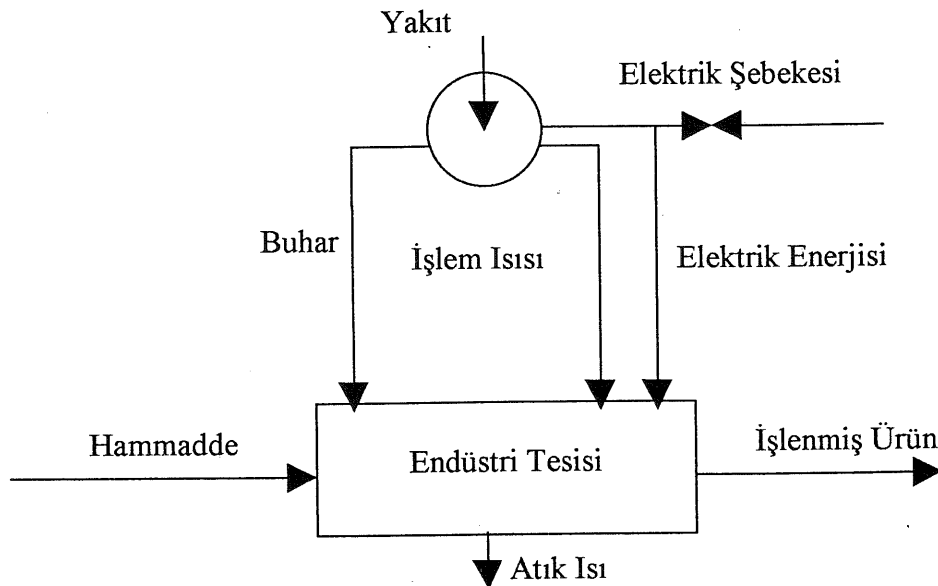 Yakıt
Elektrik Şebekesi
Buhar
İşlem Isısı
Elektrik Enerjisi
Hammadde
Endüstri Tesisi
İşlenmiş Ürün
Atık Isı